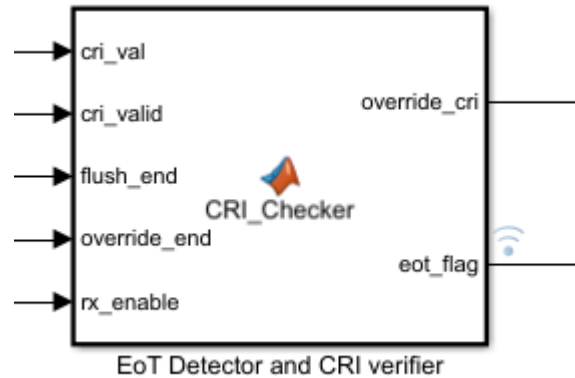 cri_val
cri_valid
override_cri
flush_end
CRI_Checker
override_end
eot_flag
rx_enable
EoT Detector and CRI verifier